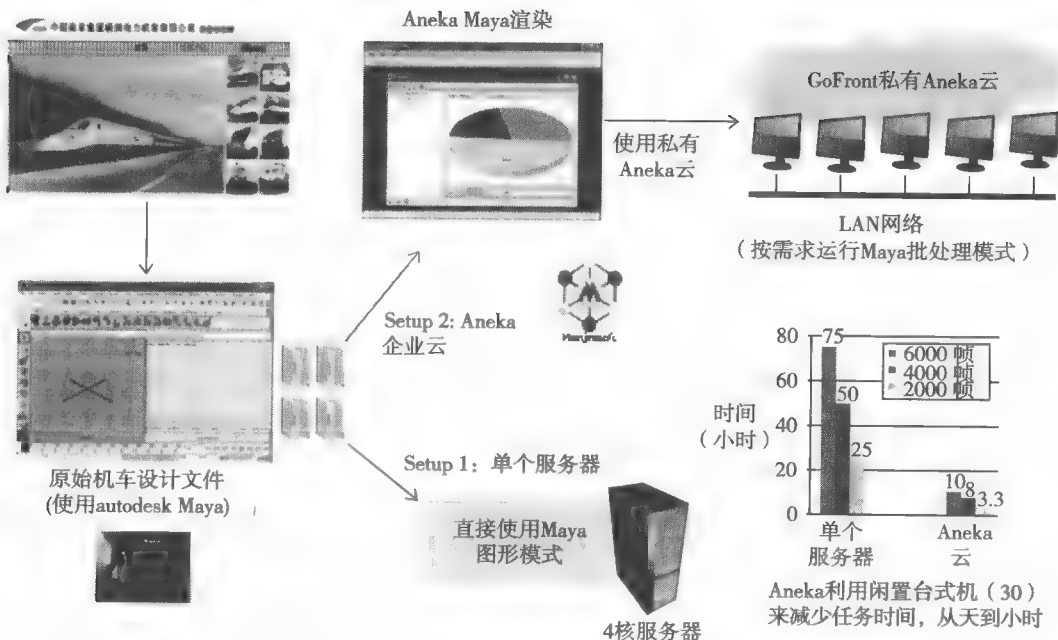 Aneka Maya渲染
GoFront私有Aneka云
使用私有
Aneka云
LAN网络
（按需求运行Maya批处理模式）
Setup 2: Aneka
企业云
原始机车设计文件
(使用autodesk Maya)
Setup 1：单个服务器
直接使用Maya
图形模式
4核服务器
时间
（小时）
80
60
40
20
0
75
50
25
10
8
3.3
6000 帧
4000 帧
2000 帧
单个
服务器
Aneka
云
Aneka利用闲置台式机（30）
来减少任务时间，从天到小时